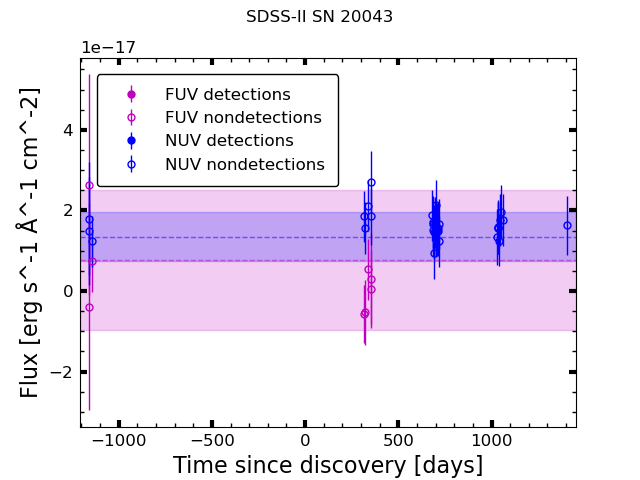 SDSS-II SN 20043
1e−17
FUV detections
FUV nondetections
NUV detections
NUV nondetections
4
2
0
−2
Flux [erg s^-1 Å^-1 cm^-2]
−1000 −500 0 500 1000
Time since discovery [days]